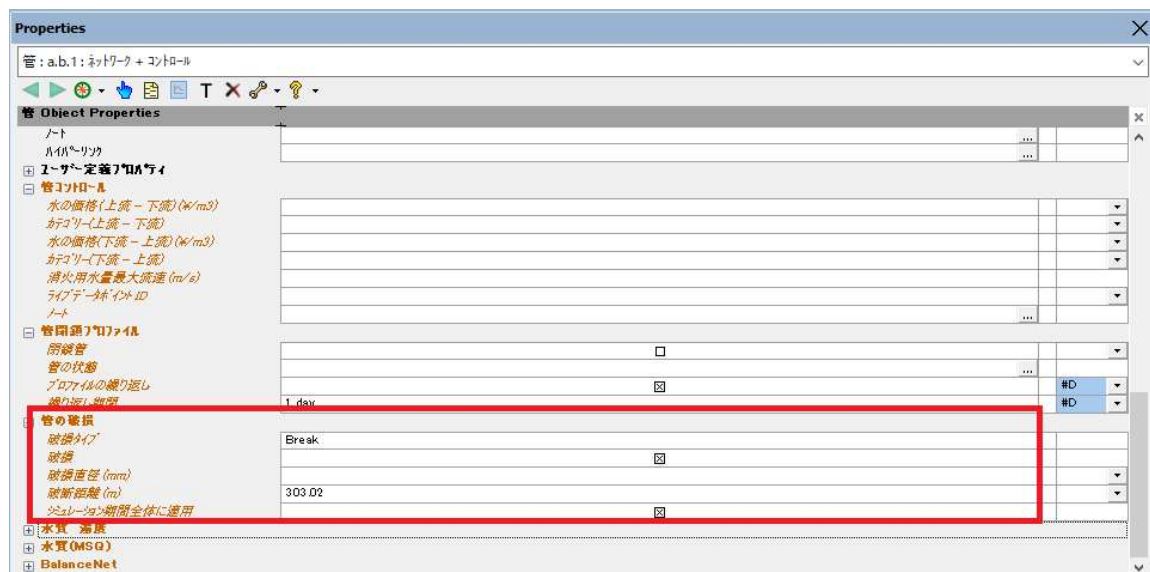 Properties
管 : a.b.1 : ネットワーク + コントロール
T
管 Object Properties
ノート
...
ハイパーリンク
...
ユーザー定義プロパティ
管コントロール
水の価格(上流 – 下流)(¥/m3)
カテゴリー(上流 – 下流)
水の価格(下流 – 上流)(¥/m3)
カテゴリー(下流 – 上流)
消火用水量最大流速 (m/s)
ライブデータポイント ID
ノート
...
管閉鎖プロファイル
閉鎖管
管の状態
...
プロファイルの繰り返し
#D
繰り返し期間
1 day
#D
管の破損
破損タイプ
Break
破損
破損直径 (mm)
破断距離 (m)
303.02
シミュレーション期間全体に適用
水質 濁度
水質(MSQ)
BalanceNet